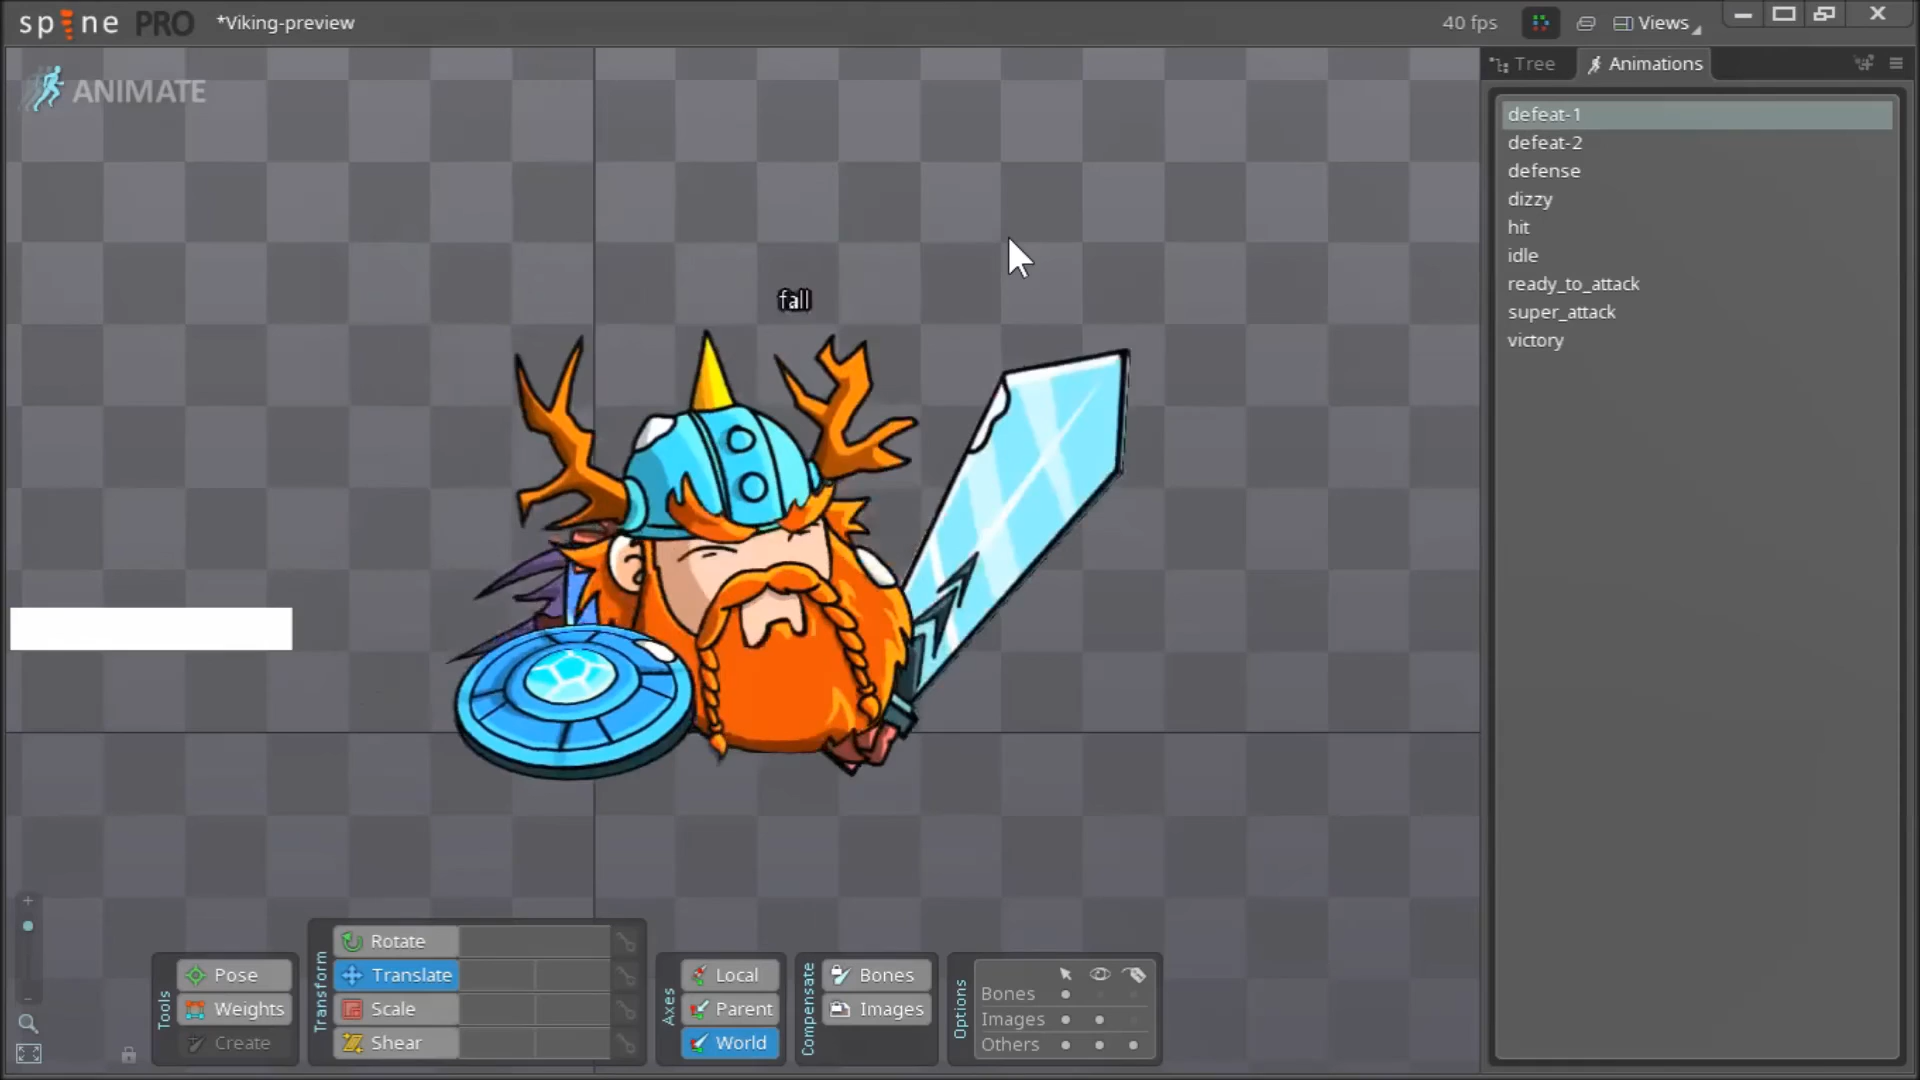 spine PRO *Viking-preview 40 fps Views
ANIMATE
Tree Animations
defeat-1
defeat-2
defense
dizzy
hit
idle
ready_to_attack
super_attack
victory
fall
Tools
Pose
Weights
Create
Transform
Rotate
Translate
Scale
Shear
Axes
Local
Parent
World
Compensate
Bones
Images
Options
Bones
Images
Others